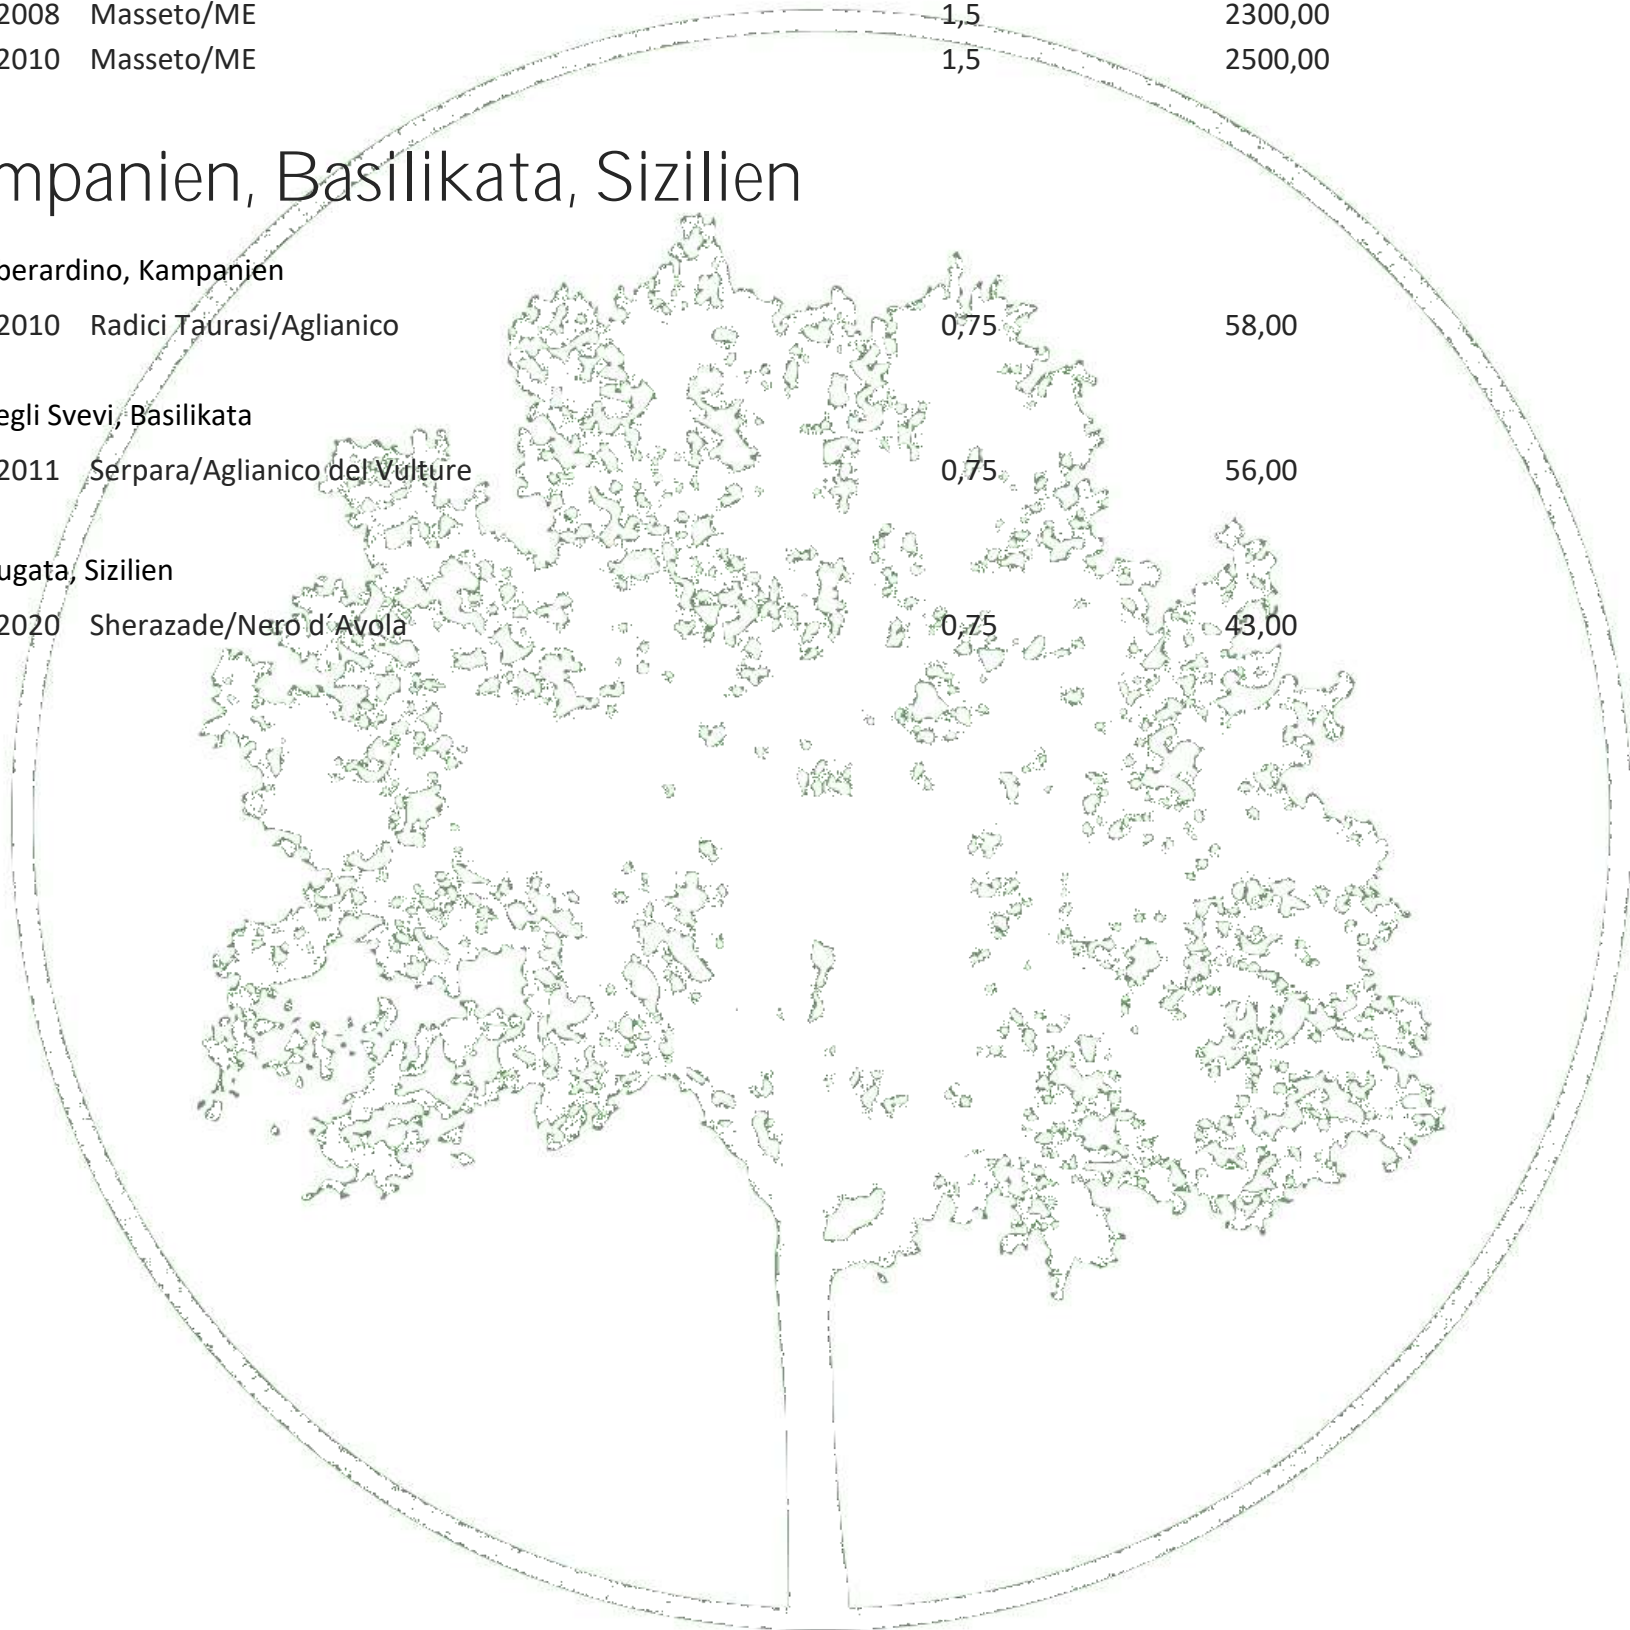 2008 Masseto/ME 1,5 2300,00
2010 Masseto/ME 1,5 2500,00
mpanien, Basilikata, Sizilien
perardino, Kampanien
2010 Radici Taurasi/Aglianico 0,75 58,00
egli Svevi, Basilikata
2011 Serpara/Aglianico del Vulture 0,75 56,00
ugata, Sizilien
2020 Sherazade/Nero d´Avola 0,75 43,00